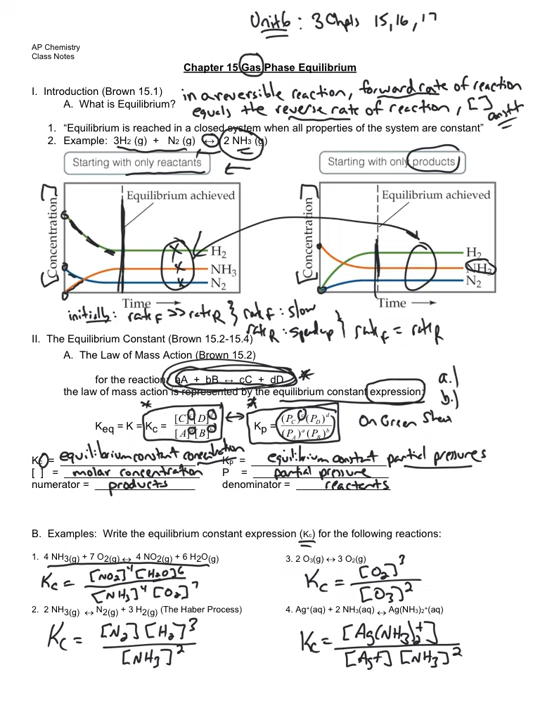 Unit 6 : 3 Chpts 15, 16, 17
AP Chemistry
Class Notes
Chapter 15 Gas Phase Equilibrium
I. Introduction (Brown 15.1)
in a reversible reaction, forward rate of reaction
A. What is Equilibrium?
equals the reverse rate of reaction, [ ]
1. “Equilibrium is reached in a closed system when all properties of the system are constant”
2. Example: 3H₂ (g) + N₂ (g) ↔ 2 NH₃ (g)
Starting with only reactants
Starting with only products
Equilibrium achieved
Equilibrium achieved
[Concentration]
[Concentration]
H₂
NH₃
N₂
H₂
NH₃
N₂
Time →
Time →
initially: rate F >> rate R } rate F : slow
rate R : speed up } rate F = rate R
II. The Equilibrium Constant (Brown 15.2-15.4)
A. The Law of Mass Action (Brown 15.2)
for the reaction aA + bB ↔ cC + dD *
the law of mass action is represented by the equilibrium constant expression
a.)
b.)
Keq = K = Kc = [C]ᶜ[D]ᵈ / [A]ᵃ[B]ᵇ ↔ Kp = (P_C)ᶜ(P_D)ᵈ / (P_A)ᵃ(P_B)ᵇ
On Green Sheet
Kc = equilibrium constant concentration
Kp = equilibrium constant partial pressures
[ ] = molar concentration
P = partial pressure
numerator = products
denominator = reactants
B. Examples: Write the equilibrium constant expression (Kc) for the following reactions:
1. 4 NH₃(g) + 7 O₂(g) ↔ 4 NO₂(g) + 6 H₂O(g)
3. 2 O₃(g) ↔ 3 O₂(g)
Kc = [NO₂]⁴ [H₂O]⁶ / [NH₃]⁴ [O₂]⁷
Kc = [O₂]³ / [O₃]²
2. 2 NH₃(g) ↔ N₂(g) + 3 H₂(g) (The Haber Process)
4. Ag⁺(aq) + 2 NH₃(aq) ↔ Ag(NH₃)₂⁺(aq)
Kc = [N₂] [H₂]³ / [NH₃]²
Kc = [Ag(NH₃)₂⁺] / [Ag⁺] [NH₃]²